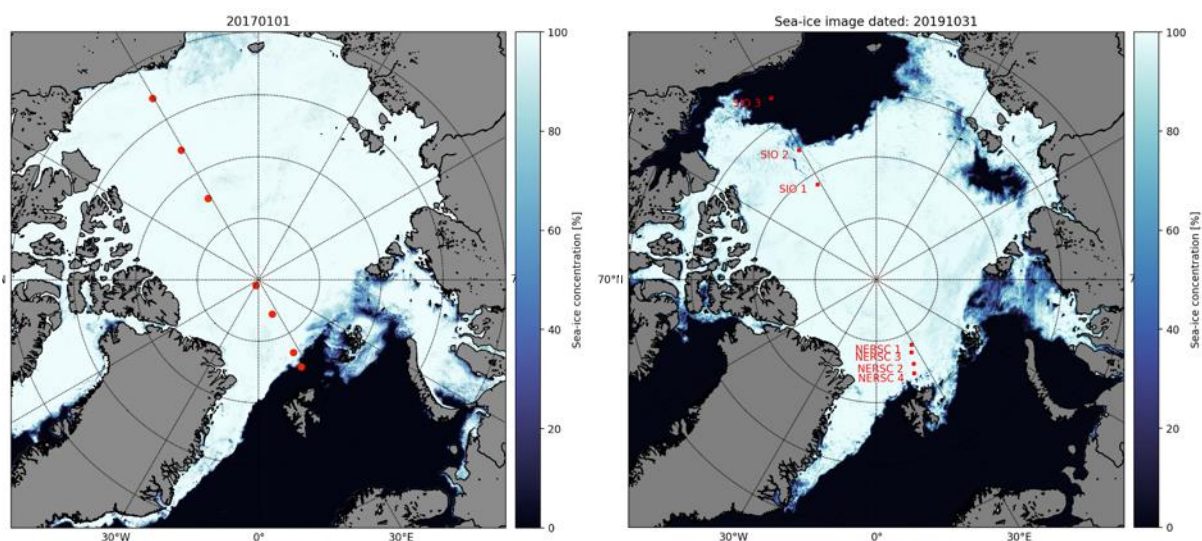 20170101
100
80
60
40
20
0
Sea-ice concentration [%]
30°W
0°
30°E
Sea-ice image dated: 20191031
SIO 3
SIO 2
SIO 1
70°
NERSC 1
NERSC 3
NERSC 2
NERSC 4
100
80
60
40
20
0
Sea-ice concentration [%]
30°W
0°
30°E